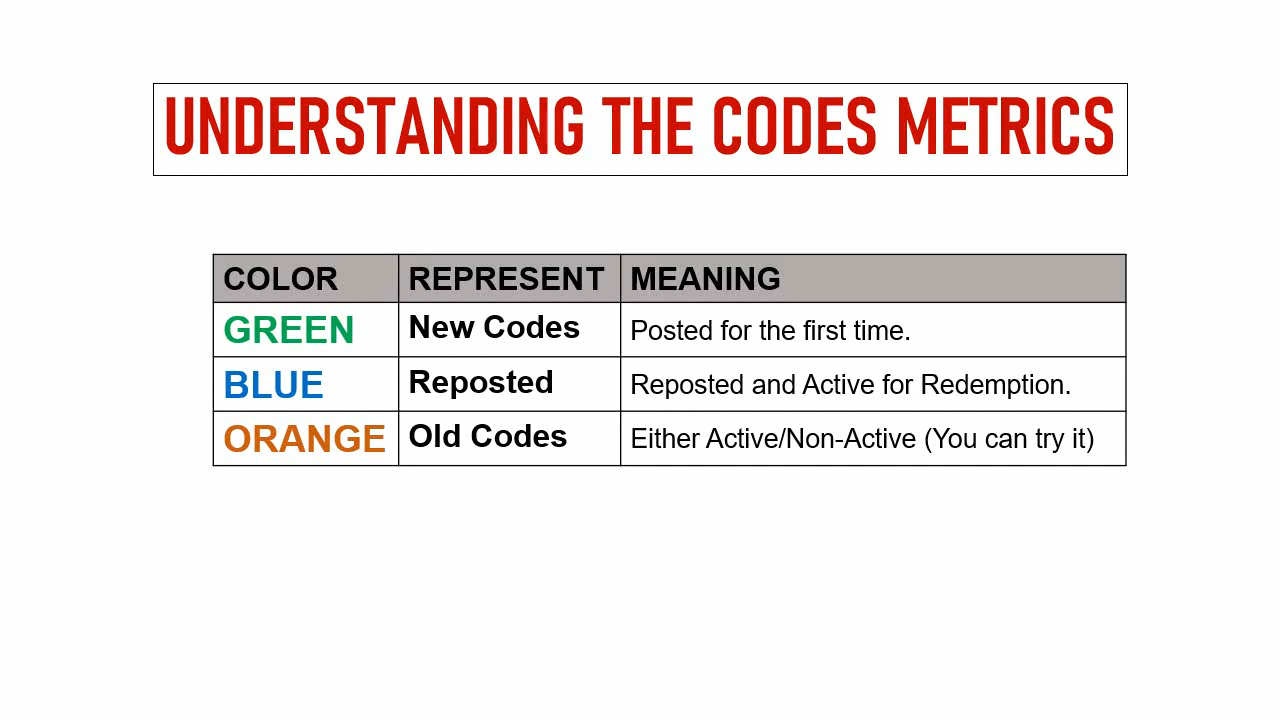 UNDERSTANDING THE CODES METRICS
COLOR REPRESENT MEANING
GREEN New Codes Posted for the first time.
BLUE Reposted Reposted and Active for Redemption.
ORANGE Old Codes Either Active/Non-Active (You can try it)